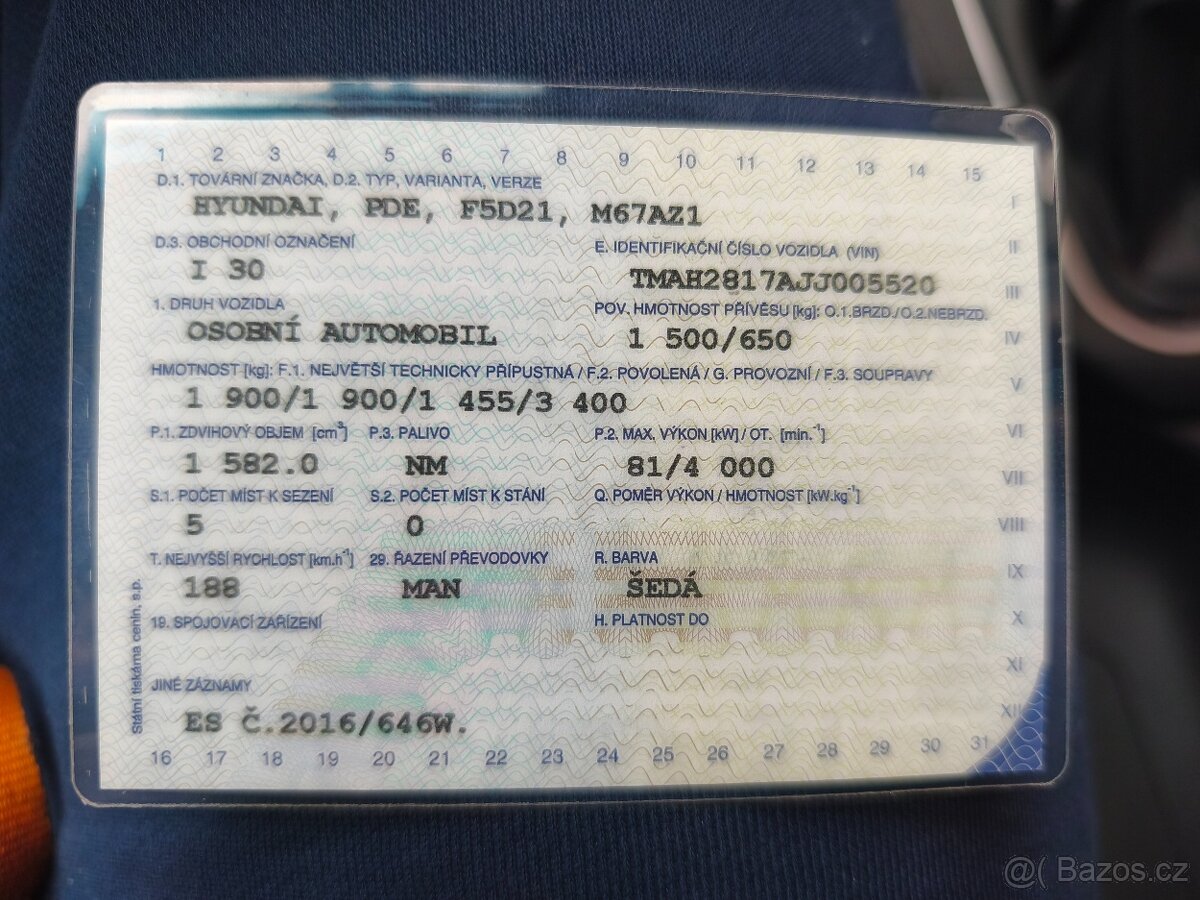 1 2 3 4 5 6 7 8 9 10 11 12 13 14 15
D.1. TOVÁRNÍ ZNAČKA, D.2. TYP, VARIANTA, VERZE
HYUNDAI, PDE, F5D21, M67AZ1
I
D.3. OBCHODNÍ OZNAČENÍ E. IDENTIFIKAČNÍ ČÍSLO VOZIDLA (VIN)
II
I 30 TMAH2817AJJ005520
III
1. DRUH VOZIDLA POV. HMOTNOST PŘÍVĚSU [kg]: O.1.BRZD./O.2.NEBRZD.
OSOBNÍ AUTOMOBIL 1 500/650
IV
HMOTNOST [kg]: F.1. NEJVĚTŠÍ TECHNICKY PŘÍPUSTNÁ / F.2. POVOLENÁ / G. PROVOZNÍ / F.3. SOUPRAVY
V
1 900/1 900/1 455/3 400
P.1. ZDVIHOVÝ OBJEM [cm³] P.3. PALIVO P.2. MAX. VÝKON [kW] / OT. [min.⁻¹]
VI
1 582.0 NM 81/4 000
VII
S.1. POČET MÍST K SEZENÍ S.2. POČET MÍST K STÁNÍ Q. POMĚR VÝKON / HMOTNOST [kW.kg⁻¹]
5 0
VIII
T. NEJVYŠŠÍ RYCHLOST [km.h⁻¹] 29. ŘAZENÍ PŘEVODOVKY R. BARVA
IX
188 MAN ŠEDÁ
19. SPOJOVACÍ ZAŘÍZENÍ H. PLATNOST DO
X
XI
JINÉ ZÁZNAMY
XII
ES Č.2016/646W.
16 17 18 19 20 21 22 23 24 25 26 27 28 29 30 31
Státní tiskárna cenin, s.p.
@( Bazos.cz